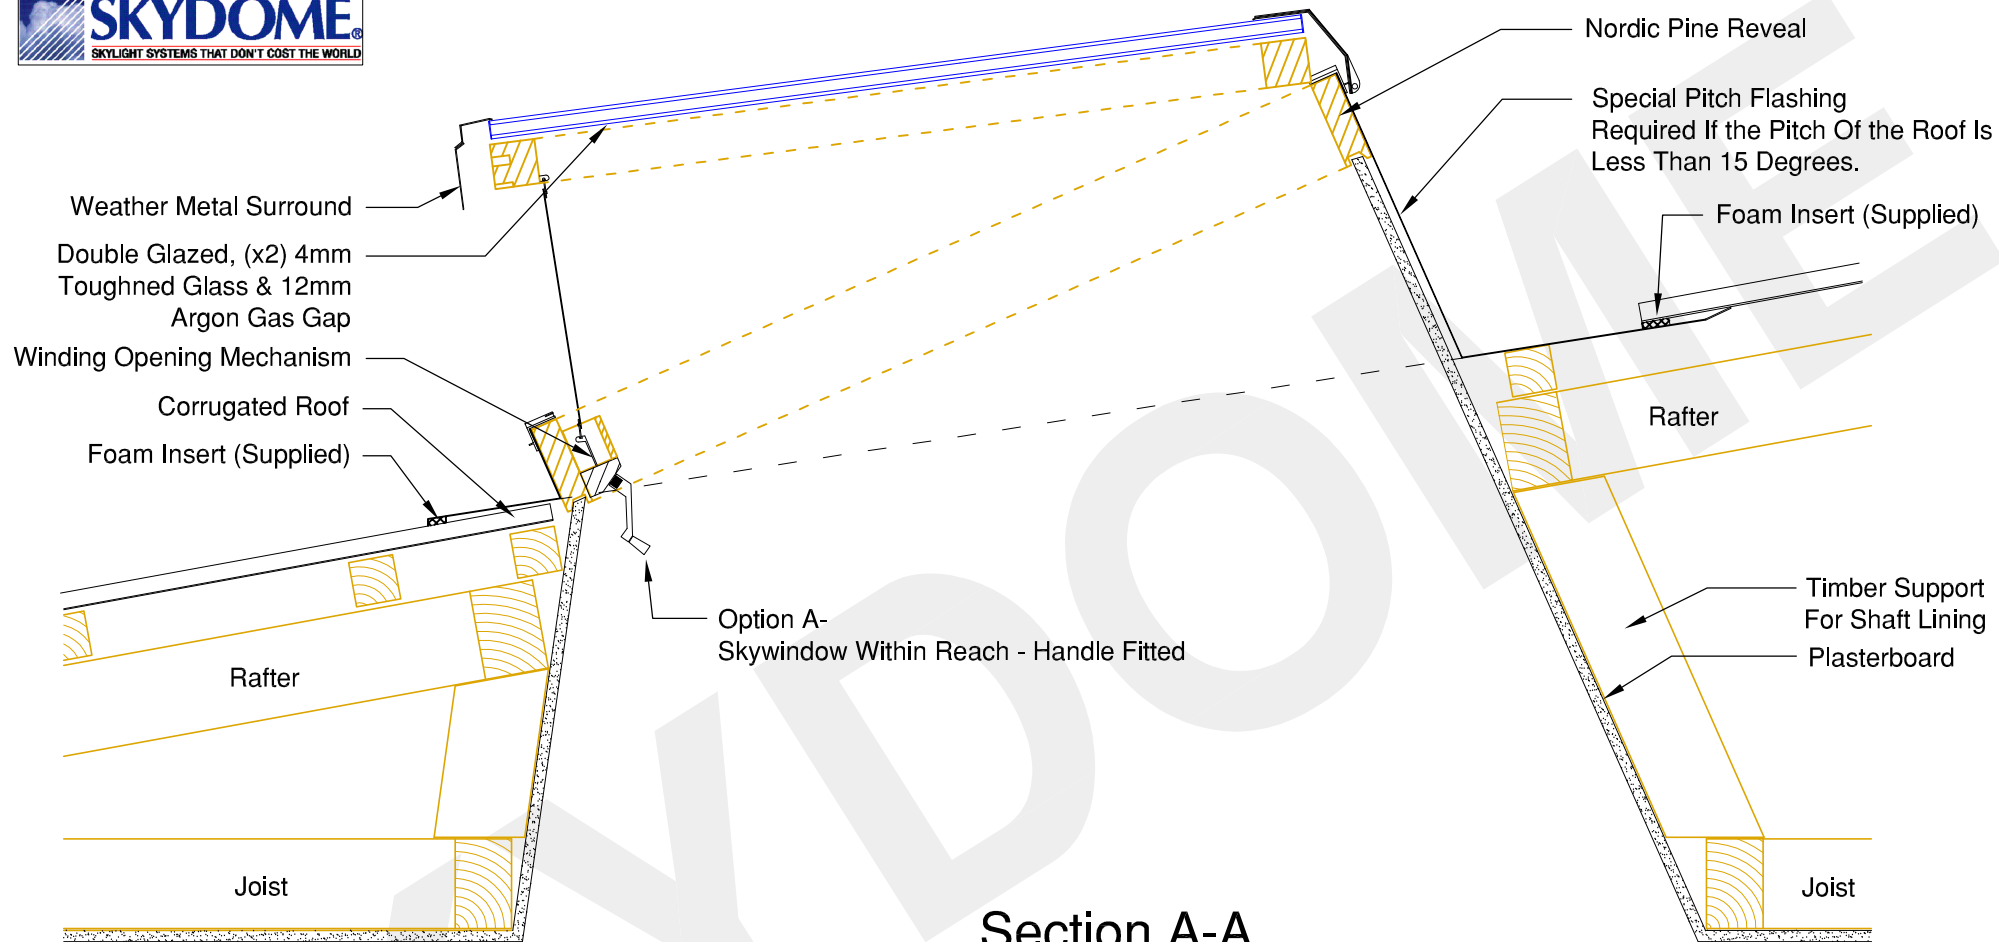 SKYDOME®
SKYLIGHT SYSTEMS THAT DON'T COST THE WORLD
Weather Metal Surround
Double Glazed, (x2) 4mm
Toughned Glass & 12mm
Argon Gas Gap
Winding Opening Mechanism
Corrugated Roof
Foam Insert (Supplied)
Nordic Pine Reveal
Special Pitch Flashing
Required If the Pitch Of the Roof Is
Less Than 15 Degrees.
Foam Insert (Supplied)
Rafter
Option A-
Skywindow Within Reach - Handle Fitted
Timber Support
For Shaft Lining
Plasterboard
Rafter
Joist
Joist
Section A-A
YDOME